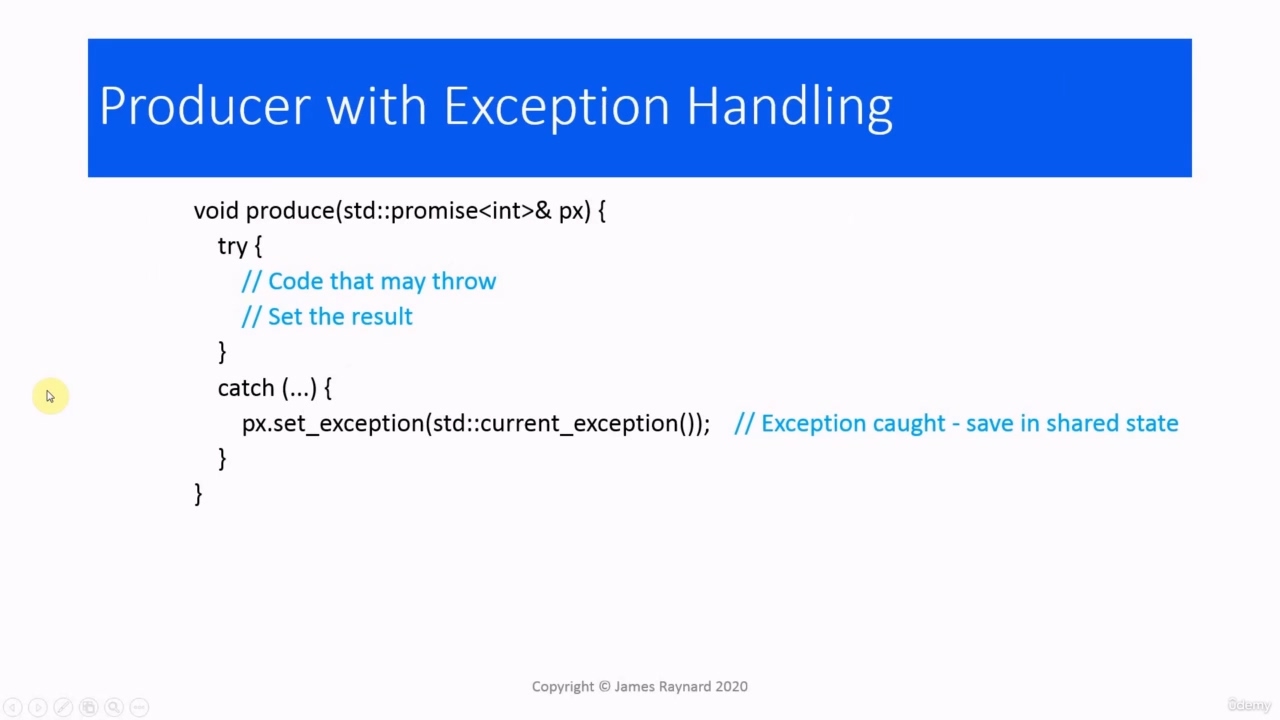 Producer with Exception Handling
void produce(std::promise<int>& px) {
try {
// Code that may throw
// Set the result
}
catch (...) {
px.set_exception(std::current_exception()); // Exception caught - save in shared state
}
}
Copyright © James Raynard 2020
ûdemy